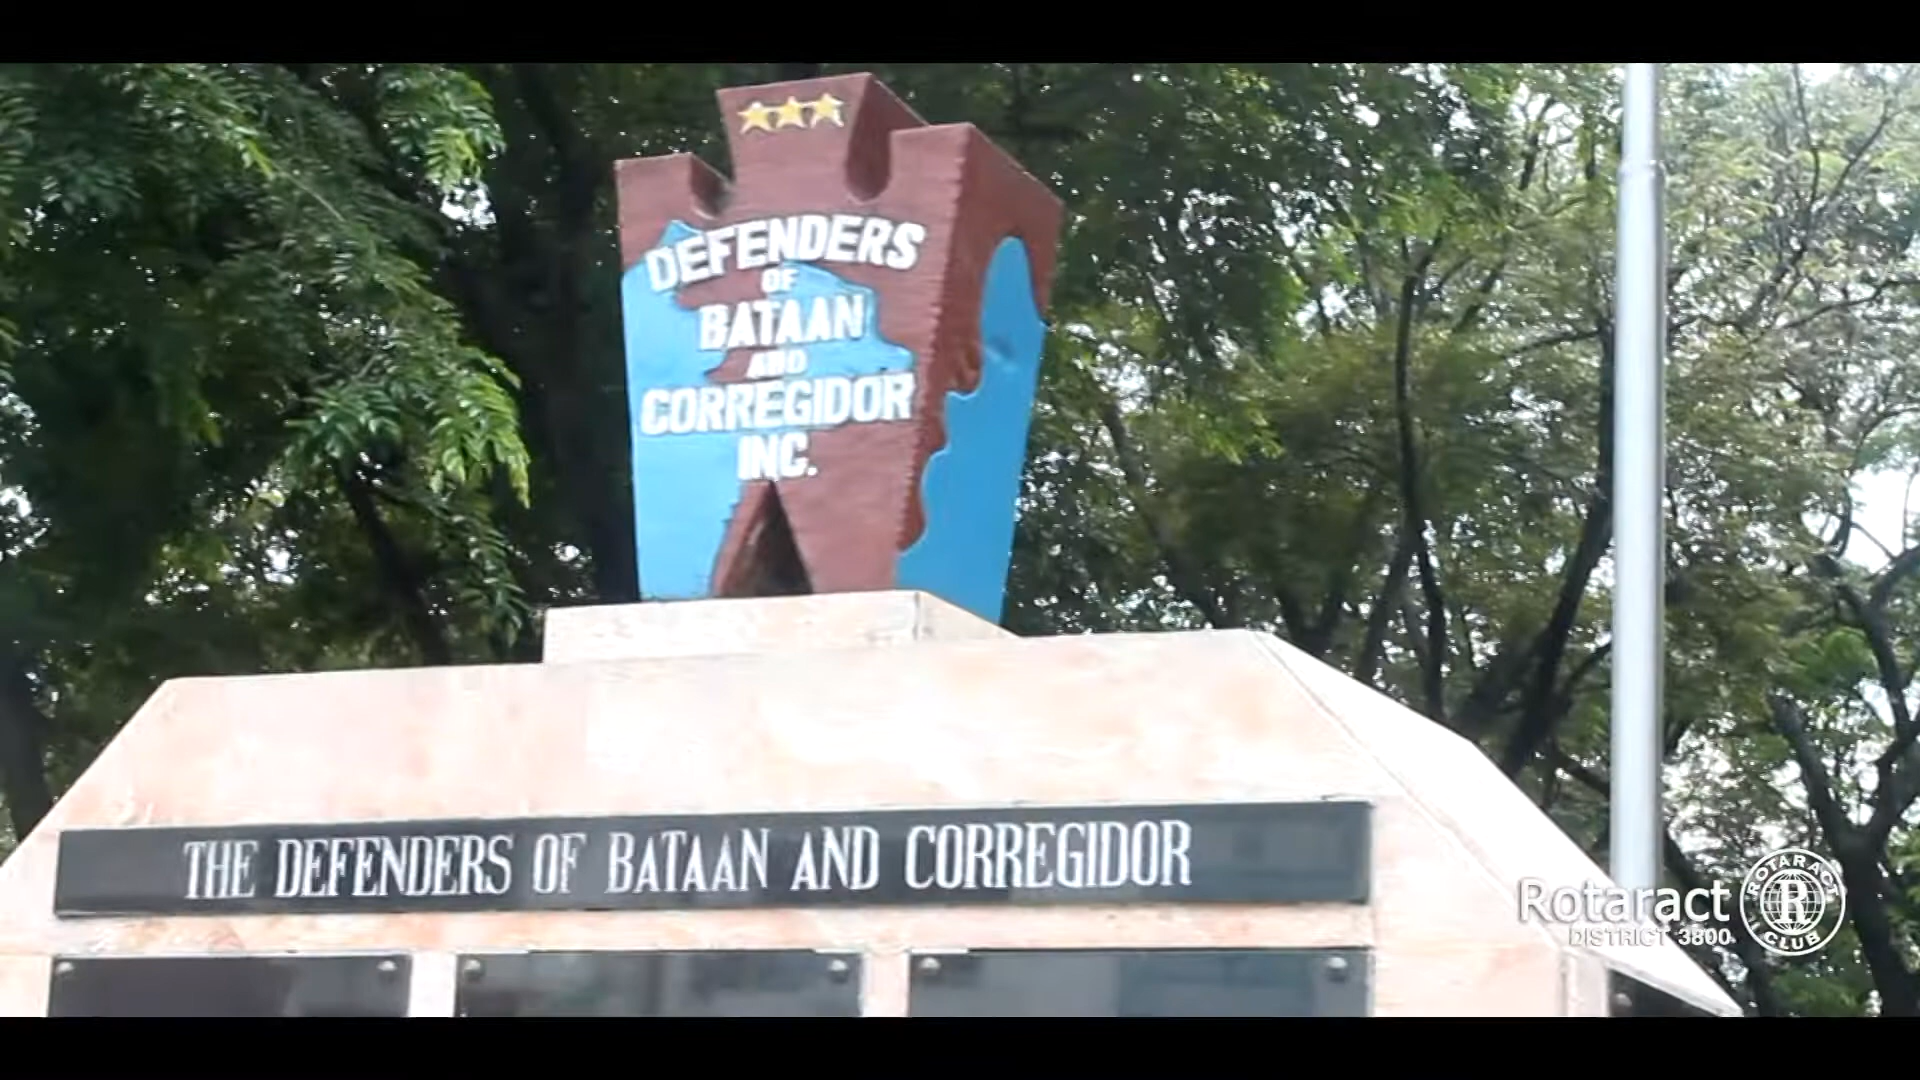 DEFENDERS
OF
BATAAN
AND
CORREGIDOR
INC.
THE DEFENDERS OF BATAAN AND CORREGIDOR
Rotaract
DISTRICT 3800
ROTARACT
R
CLUB